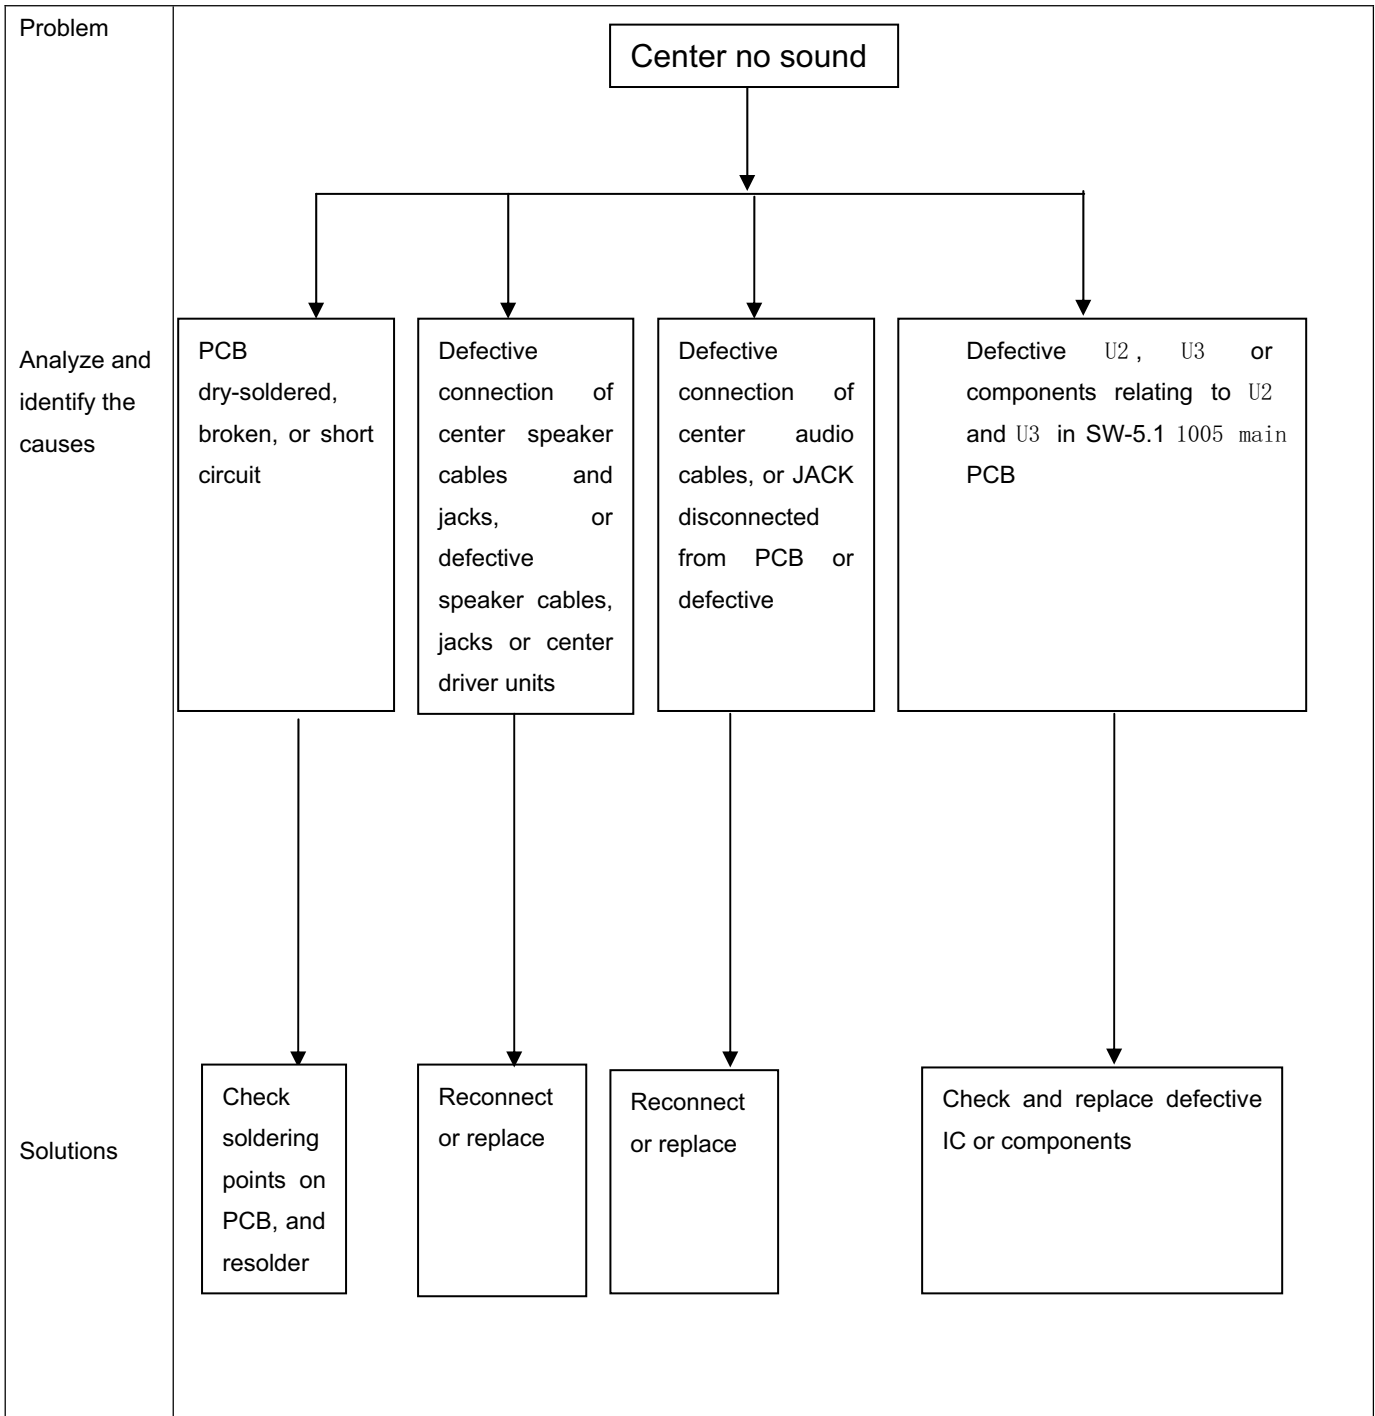 Problem
Center no sound
Analyze and
identify the
causes
PCB
dry-soldered,
broken, or short
circuit
Defective
connection of
center speaker
cables and
jacks, or
defective
speaker cables,
jacks or center
driver units
Defective
connection of
center audio
cables, or JACK
disconnected
from PCB or
defective
Defective U2, U3 or
components relating to U2
and U3 in SW-5.1 1005 main
PCB
Solutions
Check
soldering
points on
PCB, and
resolder
Reconnect
or replace
Reconnect
or replace
Check and replace defective
IC or components